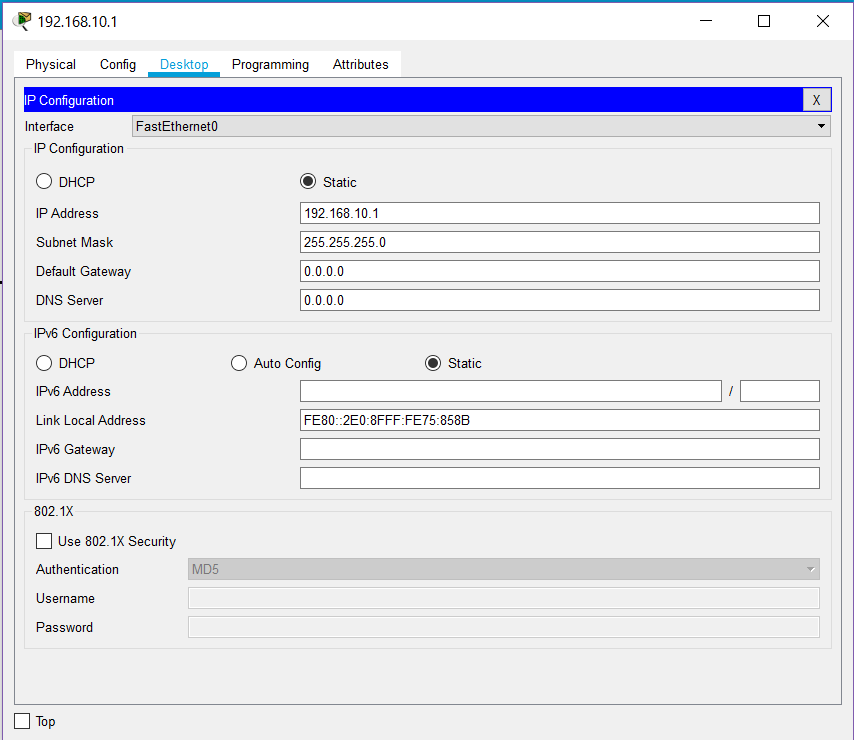 192.168.10.1
Physical Config Desktop Programming Attributes
IP Configuration X
Interface FastEthernet0
IP Configuration
DHCP Static
IP Address 192.168.10.1
Subnet Mask 255.255.255.0
Default Gateway 0.0.0.0
DNS Server 0.0.0.0
IPv6 Configuration
DHCP Auto Config Static
IPv6 Address /
Link Local Address FE80::2E0:8FFF:FE75:858B
IPv6 Gateway
IPv6 DNS Server
802.1X
Use 802.1X Security
Authentication MD5
Username
Password
Top